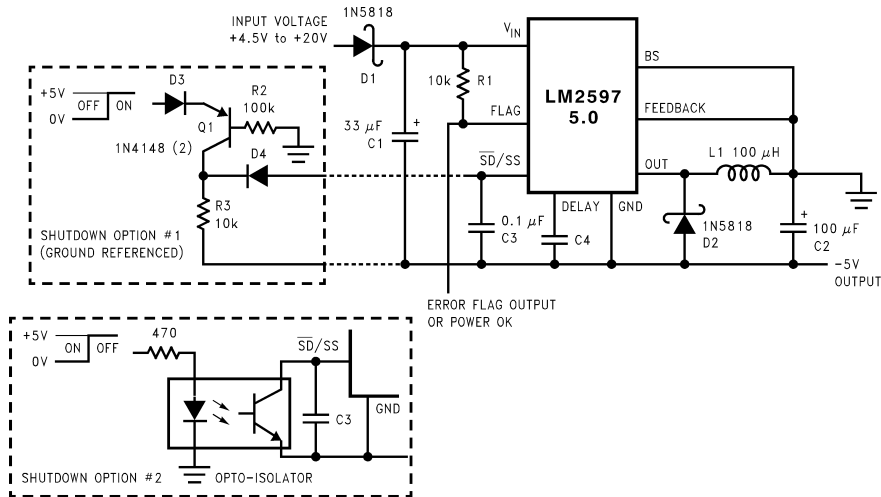 1N5818
INPUT VOLTAGE
+4.5V to +20V
D1
VIN
BS
LM2597
5.0
10k
R1
FLAG
FEEDBACK
33 µF
C1
+
SD/SS
OUT
L1 100 µH
DELAY
GND
0.1 µF
C3
C4
1N5818
D2
+
100 µF
C2
-5V
OUTPUT
ERROR FLAG OUTPUT
OR POWER OK
D3
+5V
OFF
ON
0V
R2
100k
Q1
1N4148 (2)
D4
R3
10k
SHUTDOWN OPTION #1
(GROUND REFERENCED)
+5V
ON
OFF
0V
470
SD/SS
C3
GND
SHUTDOWN OPTION #2
OPTO-ISOLATOR